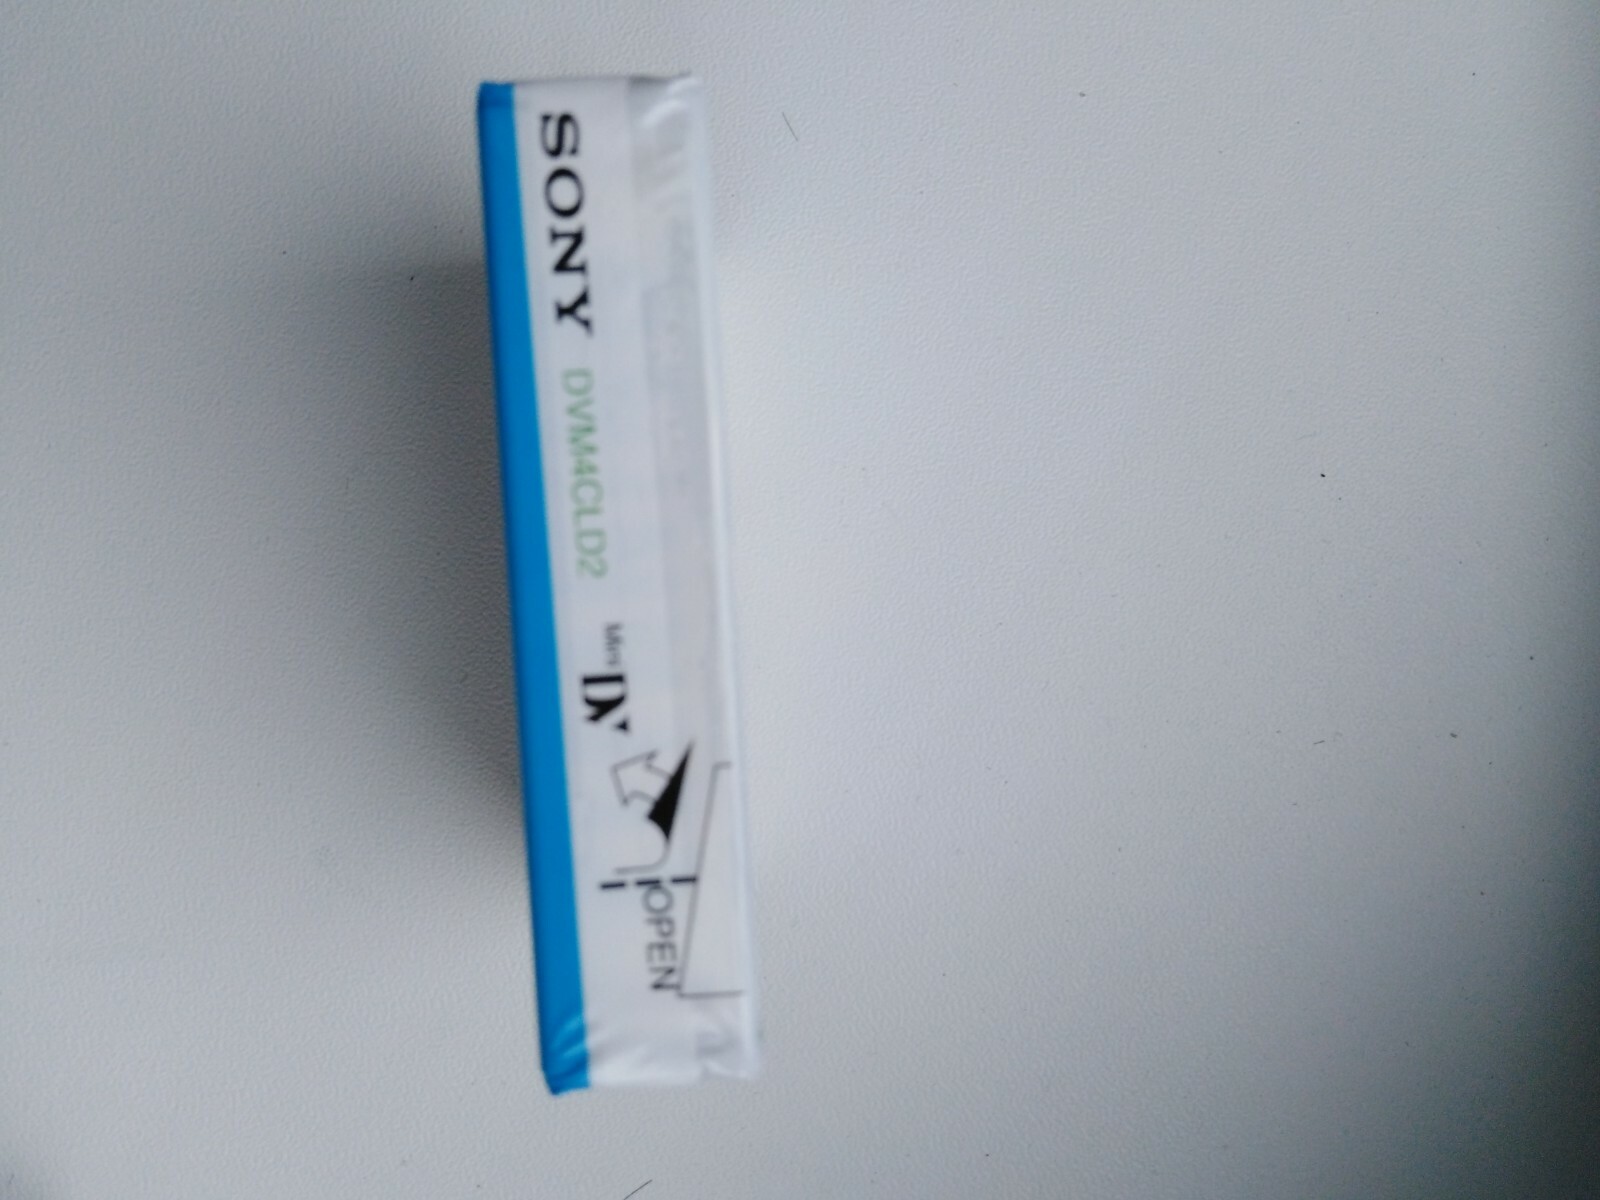 SONY DVM4CLD2 Mini DV
OPEN